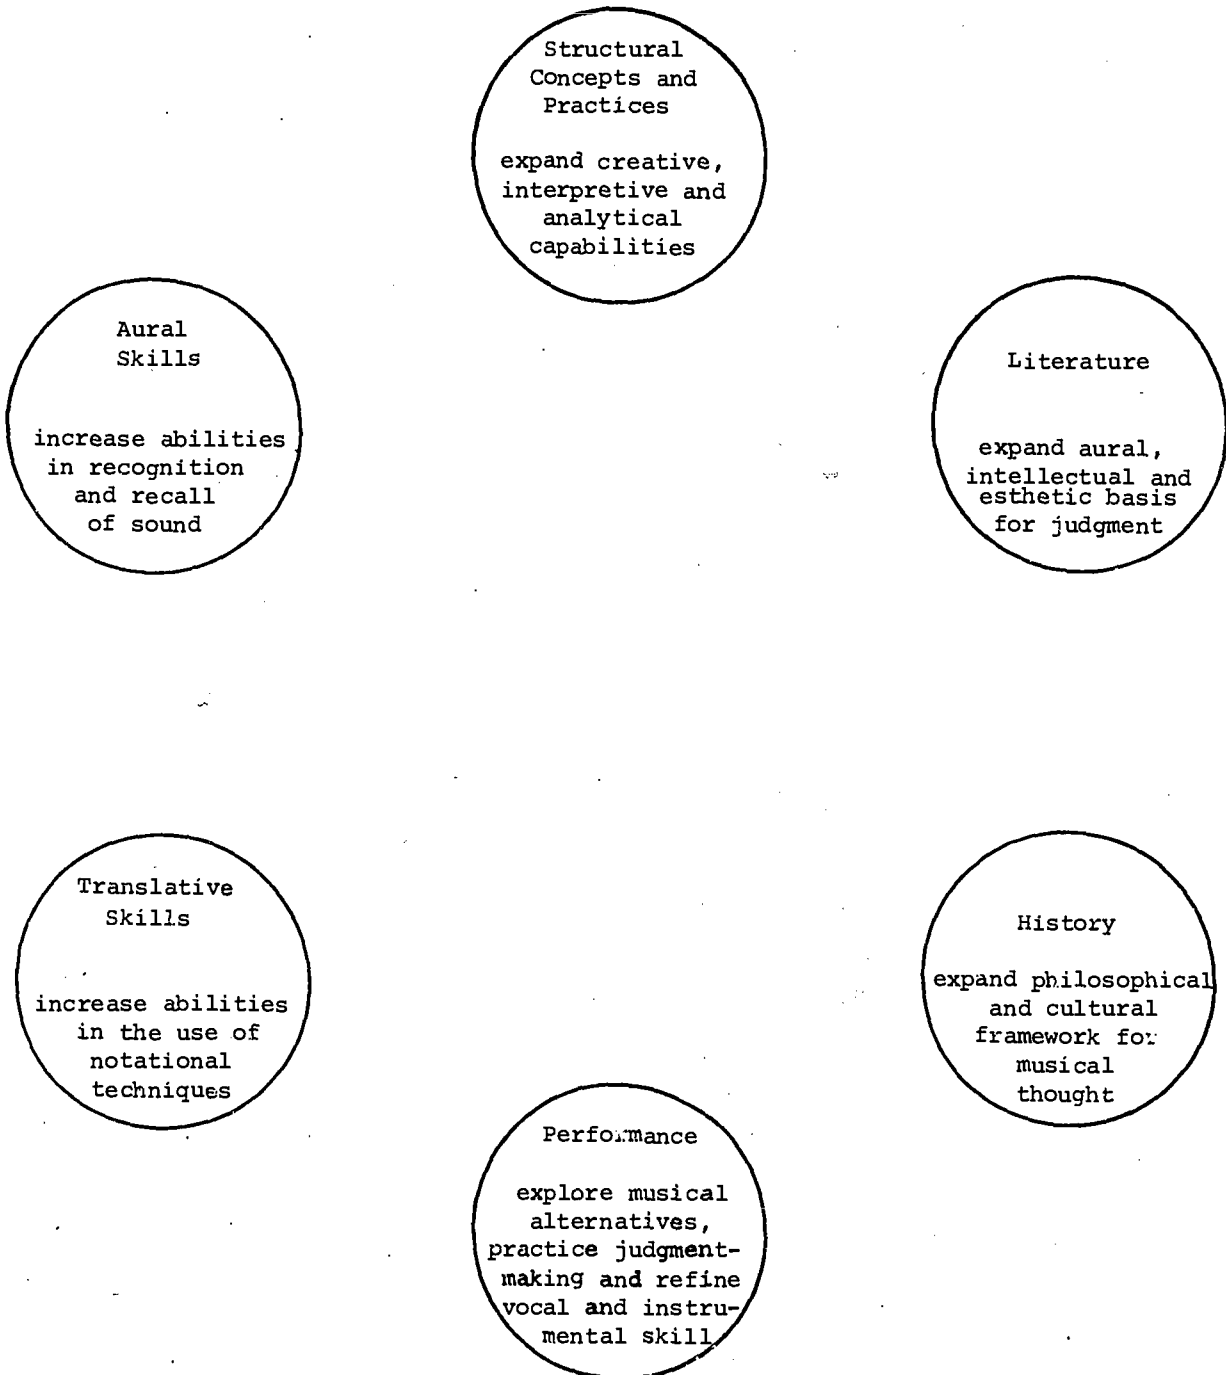 Structural
Concepts and
Practices
expand creative,
interpretive and
analytical
capabilities
Aural
Skills
increase abilities
in recognition
and recall
of sound
Literature
expand aural,
intellectual and
esthetic basis
for judgment
Translative
Skills
increase abilities
in the use of
notational
techniques
History
expand philosophical
and cultural
framework for
musical
thought
Performance
explore musical
alternatives,
practice judgment-
making and refine
vocal and instru-
mental skill